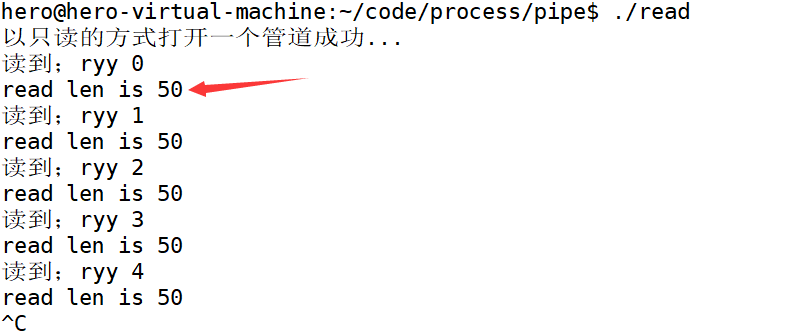 hero@hero-virtual-machine:~/code/process/pipe$ ./read
以只读的方式打开一个管道成功...
读到；ryy 0
read len is 50
读到；ryy 1
read len is 50
读到；ryy 2
read len is 50
读到；ryy 3
read len is 50
读到；ryy 4
read len is 50
^C